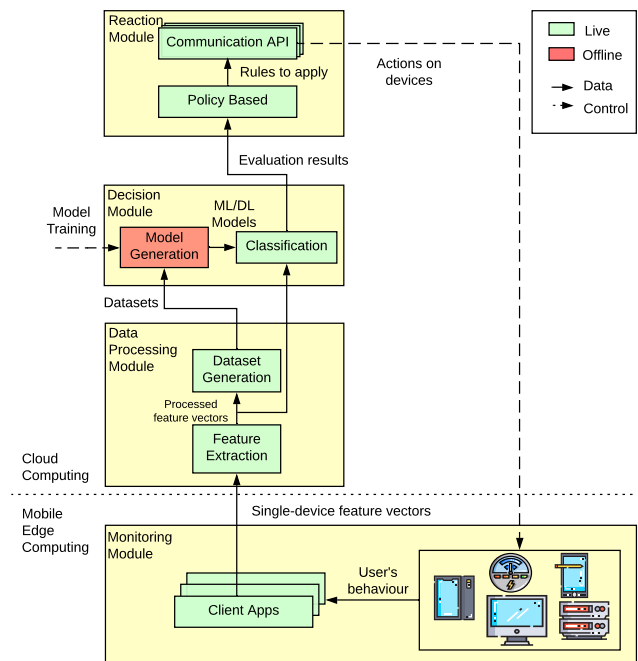 Reaction
Module
Communication API
Rules to apply
Policy Based
Actions on
devices
Live
Offline
Data
Control
Evaluation results
Decision
Module
Model
Training
ML/DL
Models
Model
Generation
Classification
Datasets
Data
Processing
Module
Dataset
Generation
Processed
feature vectors
Feature
Extraction
Cloud
Computing
Single-device feature vectors
Mobile
Edge
Computing
Monitoring
Module
User's
behaviour
Client Apps